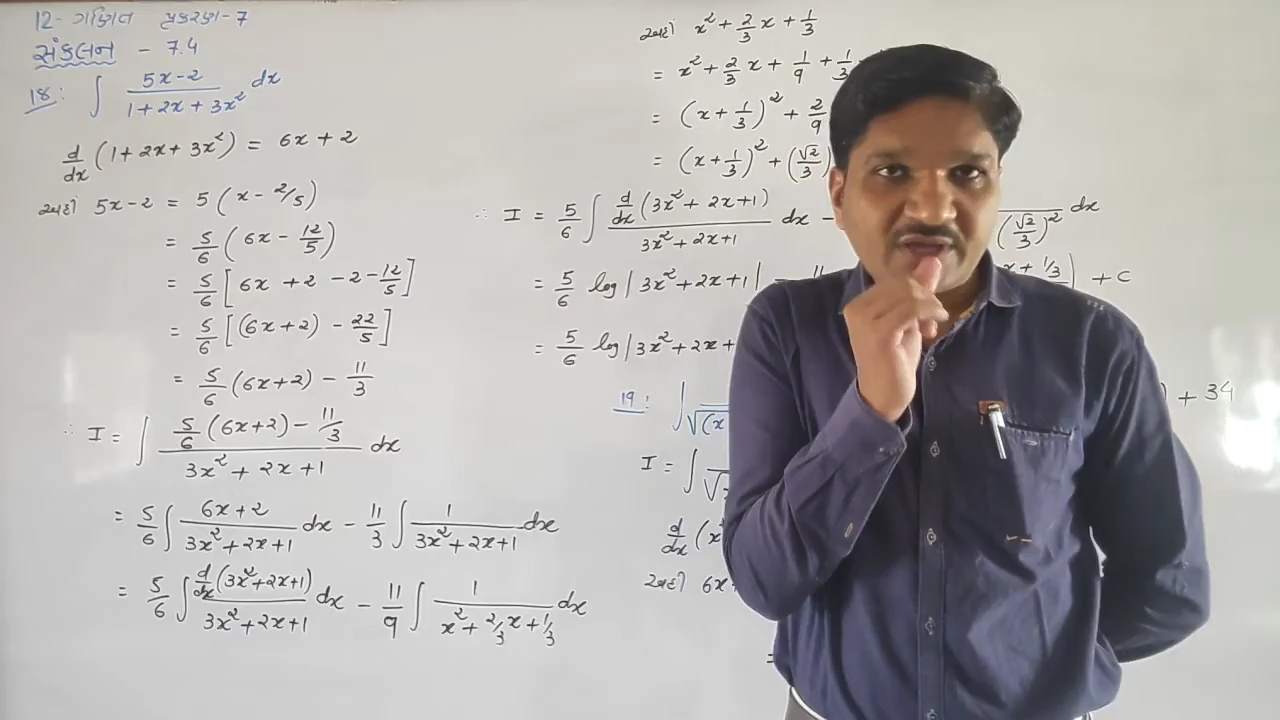 12- ગણિત પ્રકરણ-7
સંકલન - 7.4
18: ∫ (5x-2)/(1+2x+3x²) dx
d/dx (1+2x+3x²) = 6x+2
અહીં 5x-2 = 5(x-2/5)
= 5/6 (6x - 12/5)
= 5/6 [6x+2-2-12/5]
= 5/6 [(6x+2) - 22/5]
= 5/6 (6x+2) - 11/3
∴ I = ∫ (5/6 (6x+2) - 11/3)/(3x²+2x+1) dx
= 5/6 ∫ (6x+2)/(3x²+2x+1) dx - 11/3 ∫ 1/(3x²+2x+1) dx
= 5/6 ∫ (d/dx (3x²+2x+1))/(3x²+2x+1) dx - 11/9 ∫ 1/(x²+2/3x+1/3) dx
અહીં x²+2/3 x+1/3
= x²+2/3 x+1/9+1/3-
= (x+1/3)²+2/9
= (x+1/3)²+(√2/3)
∴ I = 5/6 ∫ (d/dx (3x²+2x+1))/(3x²+2x+1) dx - (√2/3)² dx
= 5/6 log|3x²+2x+1| - 11 x+1/3) + c
= 5/6 log|3x²+2x+
19: ∫ √(x ) + 34
I = ∫ √
d/dx (x²
અહીં 6x+
=